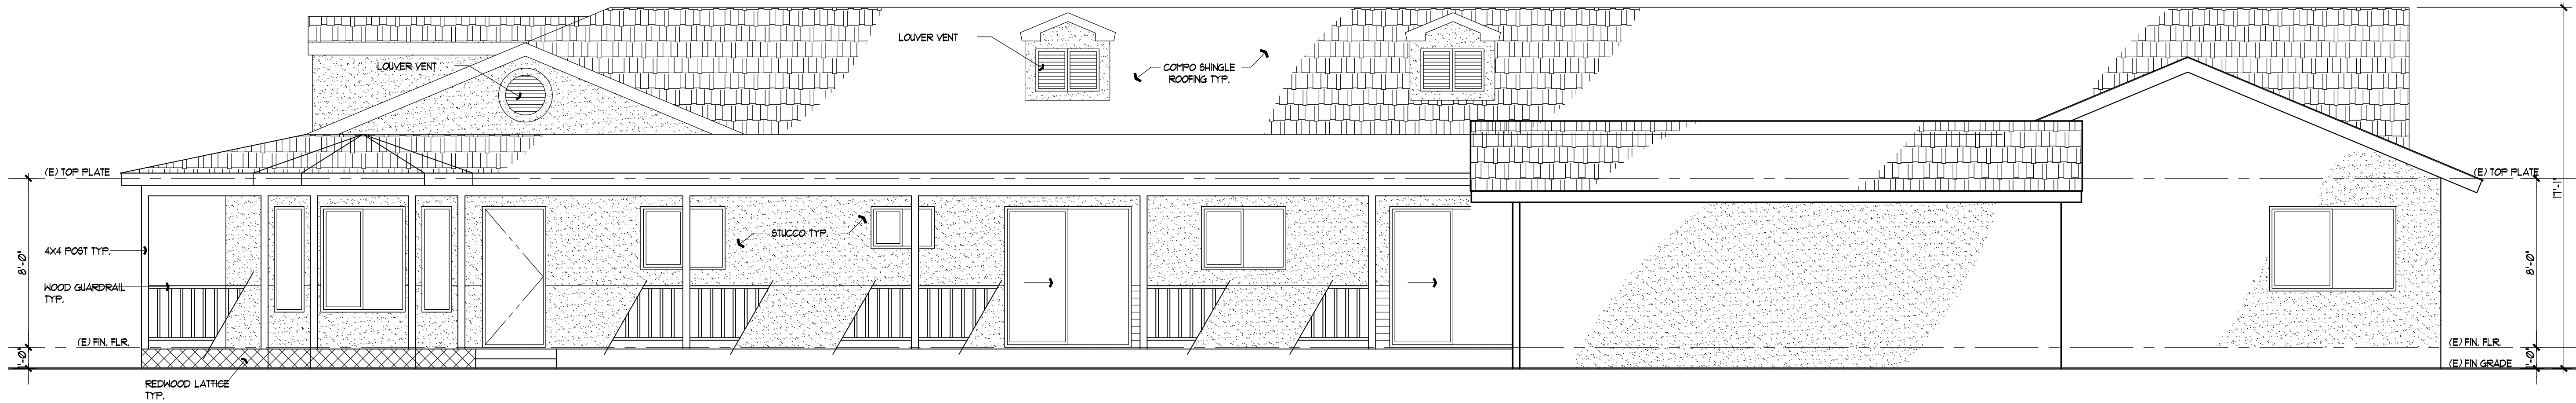 LOUVER VENT
LOUVER VENT
COMPO SHINGLE
ROOFING TYP.
(E) TOP PLATE
(E) TOP PLATE
17'-1"
8'-0"
4X4 POST TYP.
WOOD GUARDRAIL
TYP.
STUCCO TYP.
8'-0"
(E) FIN. FLR.
(E) FIN. FLR.
1'-0"
1'-0"
(E) FIN GRADE
REDWOOD LATTICE
TYP.